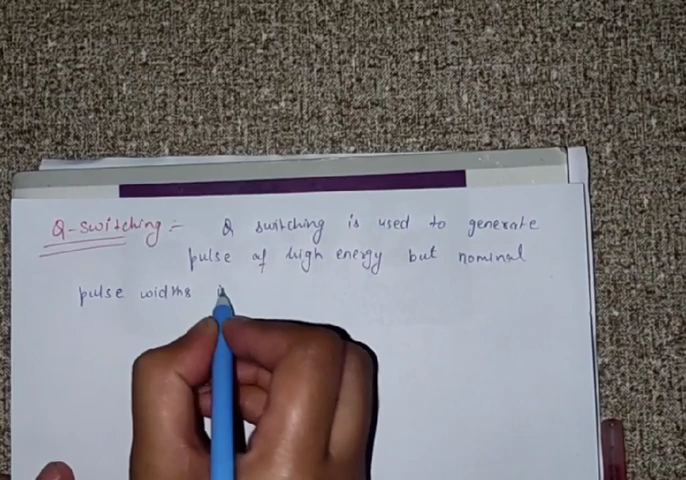 Q-switching :- Q switching is used to generate
pulse of high energy but nominal
pulse widths i